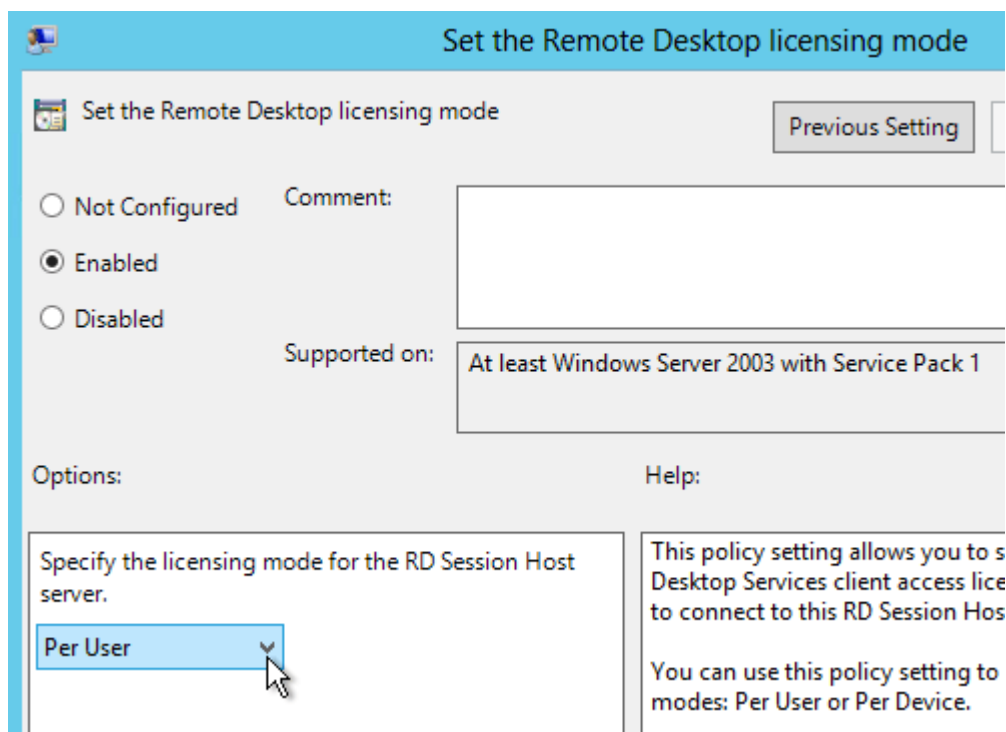 Set the Remote Desktop licensing mode
Set the Remote Desktop licensing mode
Previous Setting
Not Configured
Comment:
Enabled
Disabled
Supported on:
At least Windows Server 2003 with Service Pack 1
Options:
Help:
Specify the licensing mode for the RD Session Host
server.
Per User
This policy setting allows you to
Desktop Services client access
to connect to this RD Session
You can use this policy setting to
modes: Per User or Per Device.